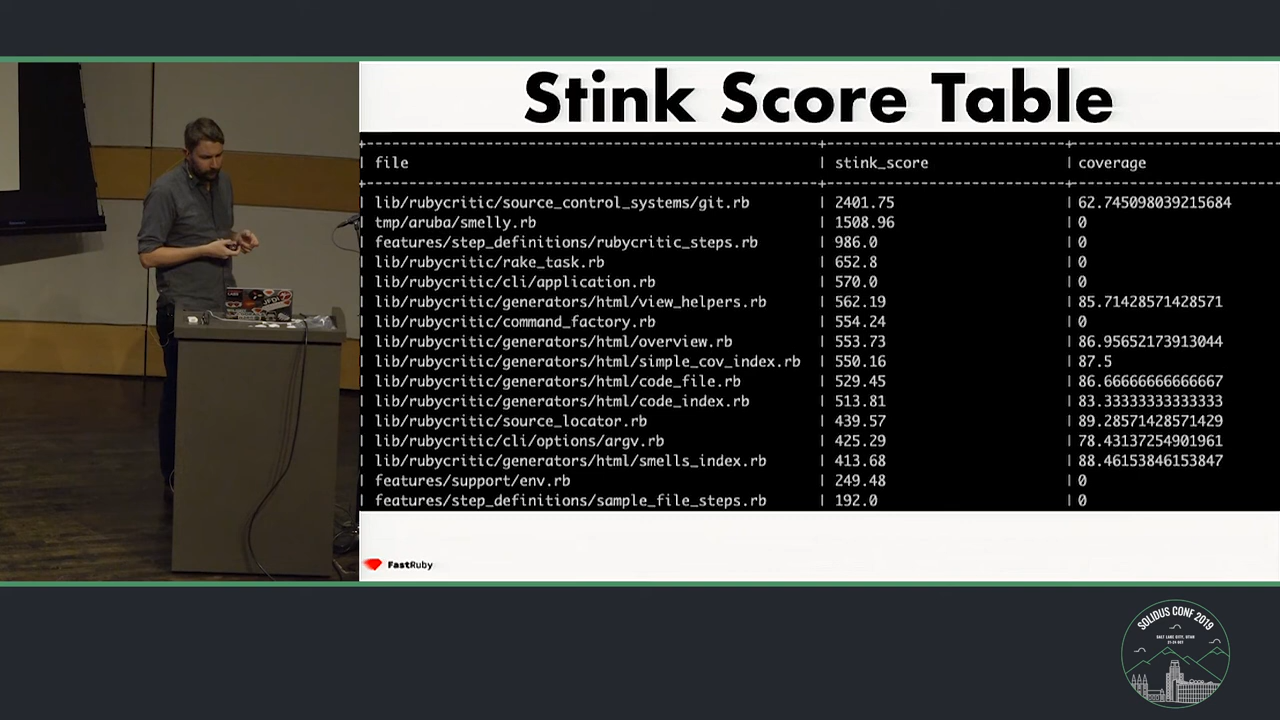 Stink Score Table
file | stink_score | coverage
lib/rubycritic/source_control_systems/git.rb | 2401.75 | 62.745098039215684
tmp/aruba/smelly.rb | 1508.96 | 0
features/step_definitions/rubycritic_steps.rb | 986.0 | 0
lib/rubycritic/rake_task.rb | 652.8 | 0
lib/rubycritic/cli/application.rb | 570.0 | 0
lib/rubycritic/generators/html/view_helpers.rb | 562.19 | 85.71428571428571
lib/rubycritic/command_factory.rb | 554.24 | 0
lib/rubycritic/generators/html/overview.rb | 553.73 | 86.95652173913044
lib/rubycritic/generators/html/simple_cov_index.rb | 550.16 | 87.5
lib/rubycritic/generators/html/code_file.rb | 529.45 | 86.66666666666667
lib/rubycritic/generators/html/code_index.rb | 513.81 | 83.33333333333333
lib/rubycritic/source_locator.rb | 439.57 | 89.28571428571429
lib/rubycritic/cli/options/argv.rb | 425.29 | 78.43137254901961
lib/rubycritic/generators/html/smells_index.rb | 413.68 | 88.46153846153847
features/support/env.rb | 249.48 | 0
features/step_definitions/sample_file_steps.rb | 192.0 | 0
FastRuby
SOLIDUS CONF 2019
SALT LAKE CITY, UTAH